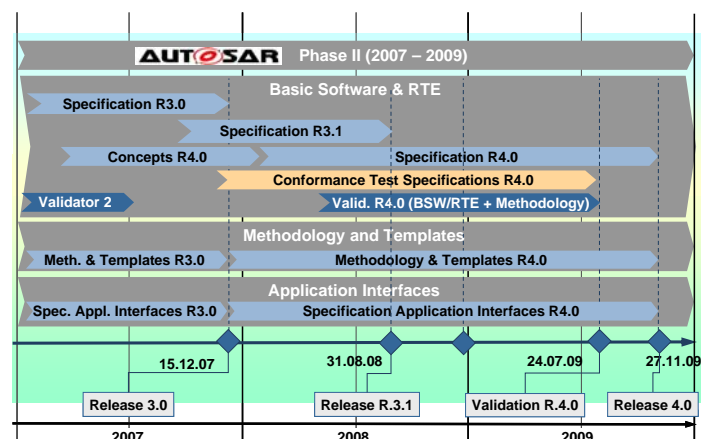 AUTOSAR Phase II (2007 – 2009)
Basic Software & RTE
Specification R3.0
Specification R3.1
Concepts R4.0 Specification R4.0
Conformance Test Specifications R4.0
Validator 2 Valid. R4.0 (BSW/RTE + Methodology)
Methodology and Templates
Meth. & Templates R3.0 Methodology & Templates R4.0
Application Interfaces
Spec. Appl. Interfaces R3.0 Specification Application Interfaces R4.0
15.12.07 31.08.08 24.07.09 27.11.09
Release 3.0 Release R.3.1 Validation R.4.0 Release 4.0
2007 2008 2009